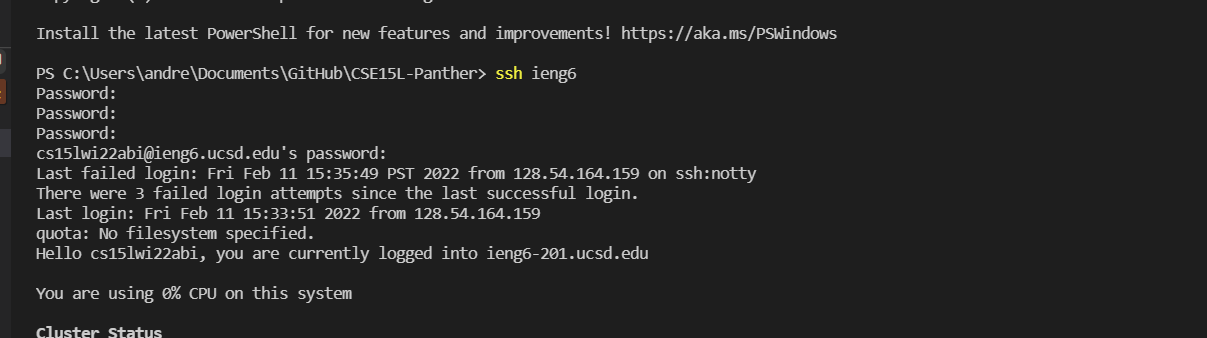 Install the latest PowerShell for new features and improvements! https://aka.ms/PSWindows
PS C:\Users\andre\Documents\GitHub\CSE15L-Panther> ssh ieng6
Password:
Password:
Password:
cs15lwi22abi@ieng6.ucsd.edu's password:
Last failed login: Fri Feb 11 15:35:49 PST 2022 from 128.54.164.159 on ssh:notty
There were 3 failed login attempts since the last successful login.
Last login: Fri Feb 11 15:33:51 2022 from 128.54.164.159
quota: No filesystem specified.
Hello cs15lwi22abi, you are currently logged into ieng6-201.ucsd.edu
You are using 0% CPU on this system
Cluster Status